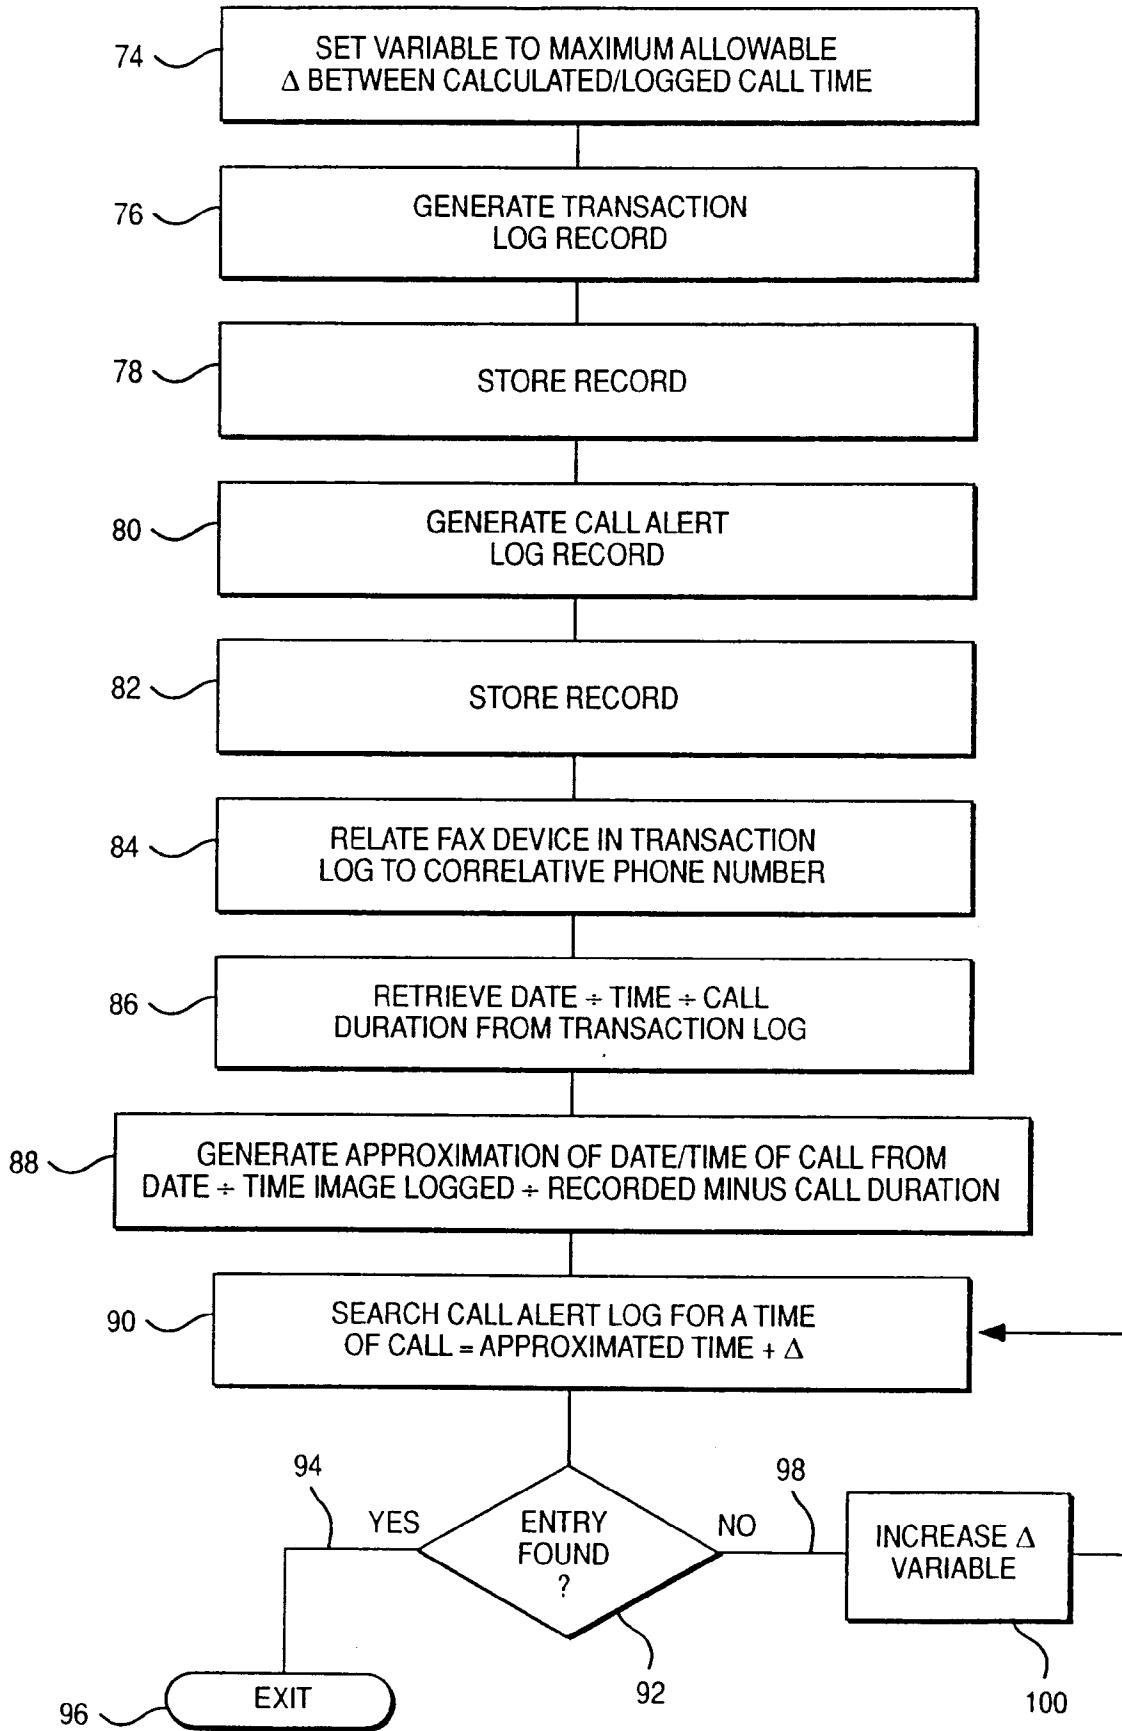 74
SET VARIABLE TO MAXIMUM ALLOWABLE
Δ BETWEEN CALCULATED/LOGGED CALL TIME
76
GENERATE TRANSACTION
LOG RECORD
78
STORE RECORD
80
GENERATE CALL ALERT
LOG RECORD
82
STORE RECORD
84
RELATE FAX DEVICE IN TRANSACTION
LOG TO CORRELATIVE PHONE NUMBER
86
RETRIEVE DATE ÷ TIME ÷ CALL
DURATION FROM TRANSACTION LOG
88
GENERATE APPROXIMATION OF DATE/TIME OF CALL FROM
DATE ÷ TIME IMAGE LOGGED ÷ RECORDED MINUS CALL DURATION
90
SEARCH CALL ALERT LOG FOR A TIME
OF CALL = APPROXIMATED TIME + Δ
94
98
YES
ENTRY
FOUND
?
NO
INCREASE Δ
VARIABLE
92
100
96
EXIT